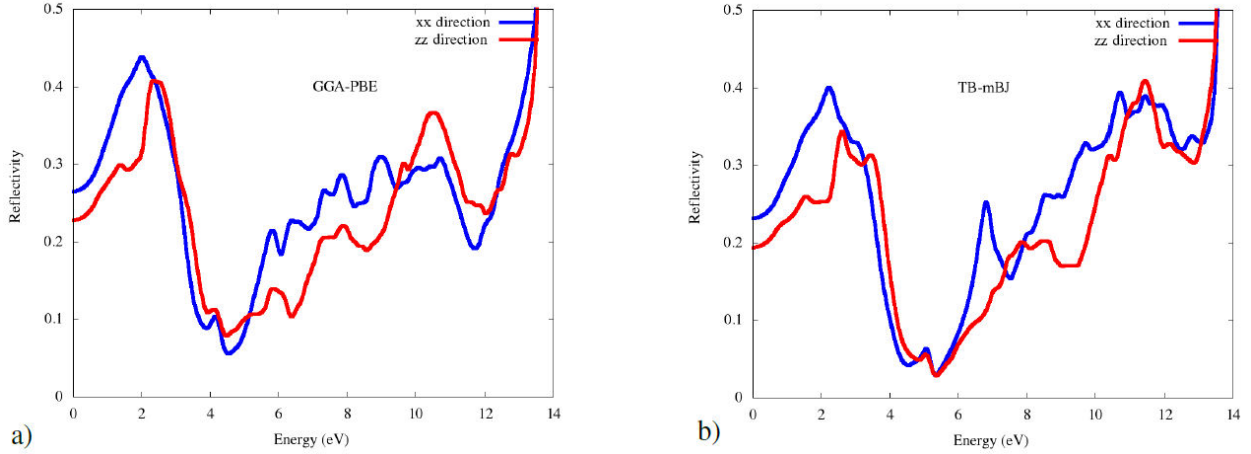 0.5
0.4
0.3
0.2
0.1
0
Reflectivity
xx direction
zz direction
GGA-PBE
0 2 4 6 8 10 12 14
Energy (eV)
a)
0.5
0.4
0.3
0.2
0.1
0
Reflectivity
xx direction
zz direction
TB-mBJ
0 2 4 6 8 10 12 14
Energy (eV)
b)